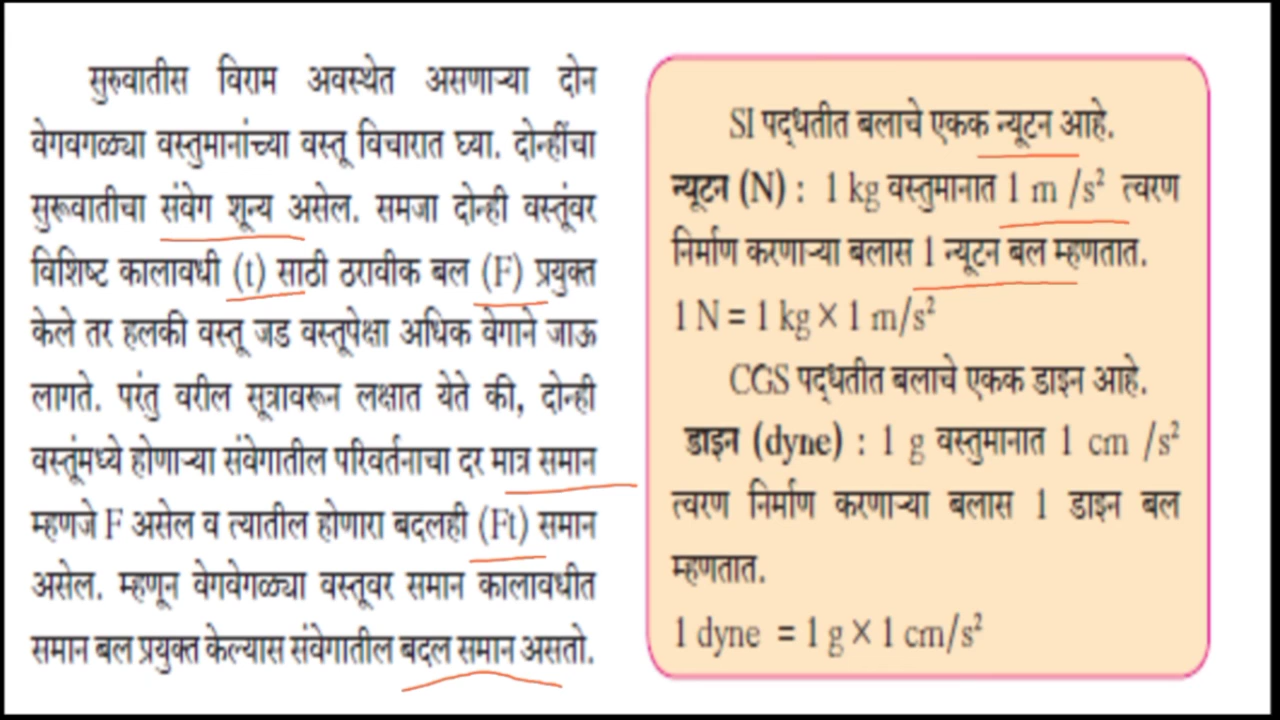 सुरुवातीस विराम अवस्थेत असणाऱ्या दोन
वेगवगळ्या वस्तुमानांच्या वस्तू विचारात घ्या. दोन्हींचा
सुरूवातीचा संवेग शून्य असेल. समजा दोन्ही वस्तूंवर
विशिष्ट कालावधी (t) साठी ठरावीक बल (F) प्रयुक्त
केले तर हलकी वस्तू जड वस्तूपेक्षा अधिक वेगाने जाऊ
लागते. परंतु वरील सूत्रावरून लक्षात येते की, दोन्ही
वस्तूंमध्ये होणाऱ्या संवेगातील परिवर्तनाचा दर मात्र समान
म्हणजे F असेल व त्यातील होणारा बदलही (Ft) समान
असेल. म्हणून वेगवेगळ्या वस्तूवर समान कालावधीत
समान बल प्रयुक्त केल्यास संवेगातील बदल समान असतो.
SI पद्धतीत बलाचे एकक न्यूटन आहे.
न्यूटन (N) : 1 kg वस्तुमानात 1 m /s² त्वरण
निर्माण करणाऱ्या बलास 1 न्यूटन बल म्हणतात.
1 N = 1 kg × 1 m/s²
CGS पद्धतीत बलाचे एकक डाइन आहे.
डाइन (dyne) : 1 g वस्तुमानात 1 cm /s²
त्वरण निर्माण करणाऱ्या बलास 1 डाइन बल
म्हणतात.
1 dyne = 1 g × 1 cm/s²